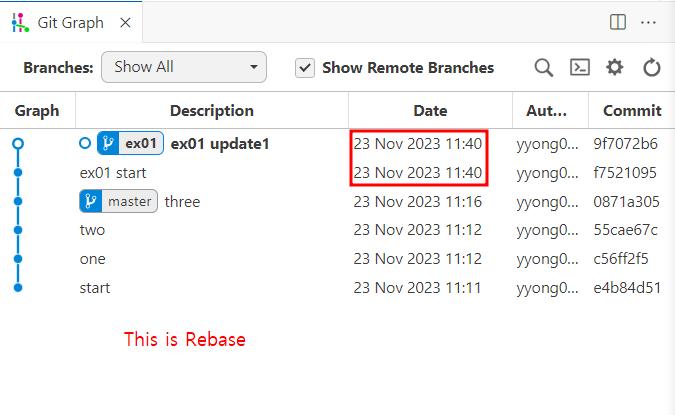 Git Graph
Branches: Show All Show Remote Branches
Graph Description Date Aut... Commit
ex01 ex01 update1 23 Nov 2023 11:40 yyong0... 9f7072b6
ex01 start 23 Nov 2023 11:40 yyong0... f7521095
master three 23 Nov 2023 11:16 yyong0... 0871a305
two 23 Nov 2023 11:12 yyong0... 55cae67c
one 23 Nov 2023 11:12 yyong0... c56ff2f5
start 23 Nov 2023 11:11 yyong0... e4b84d51
This is Rebase